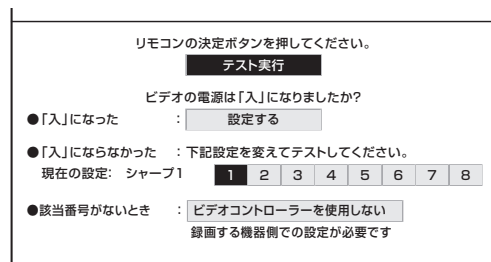 リモコンの決定ボタンを押してください。
テスト実行
ビデオの電源は「入」になりましたか?
●「入」になった : 設定する
●「入」にならなかった : 下記設定を変えてテストしてください。
現在の設定: シャープ1 1 2 3 4 5 6 7 8
●該当番号がないとき : ビデオコントローラーを使用しない
録画する機器側での設定が必要です